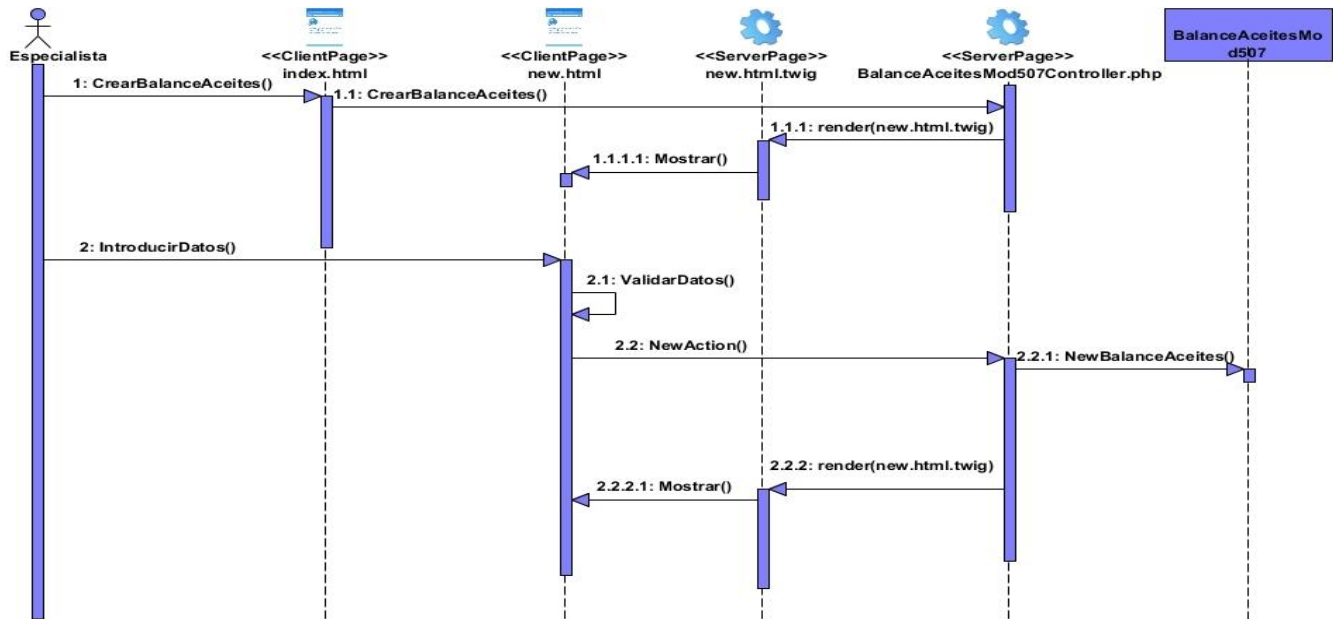 Especialista
<<ClientPage>>
index.html
<<ClientPage>>
new.html
<<ServerPage>>
new.html.twig
<<ServerPage>>
BalanceAceitesMod507Controller.php
BalanceAceitesMo
d507
1: CrearBalanceAceites()
1.1: CrearBalanceAceites()
1.1.1: render(new.html.twig)
1.1.1.1: Mostrar()
2: IntroducirDatos()
2.1: ValidarDatos()
2.2: NewAction()
2.2.1: NewBalanceAceites()
2.2.2: render(new.html.twig)
2.2.2.1: Mostrar()